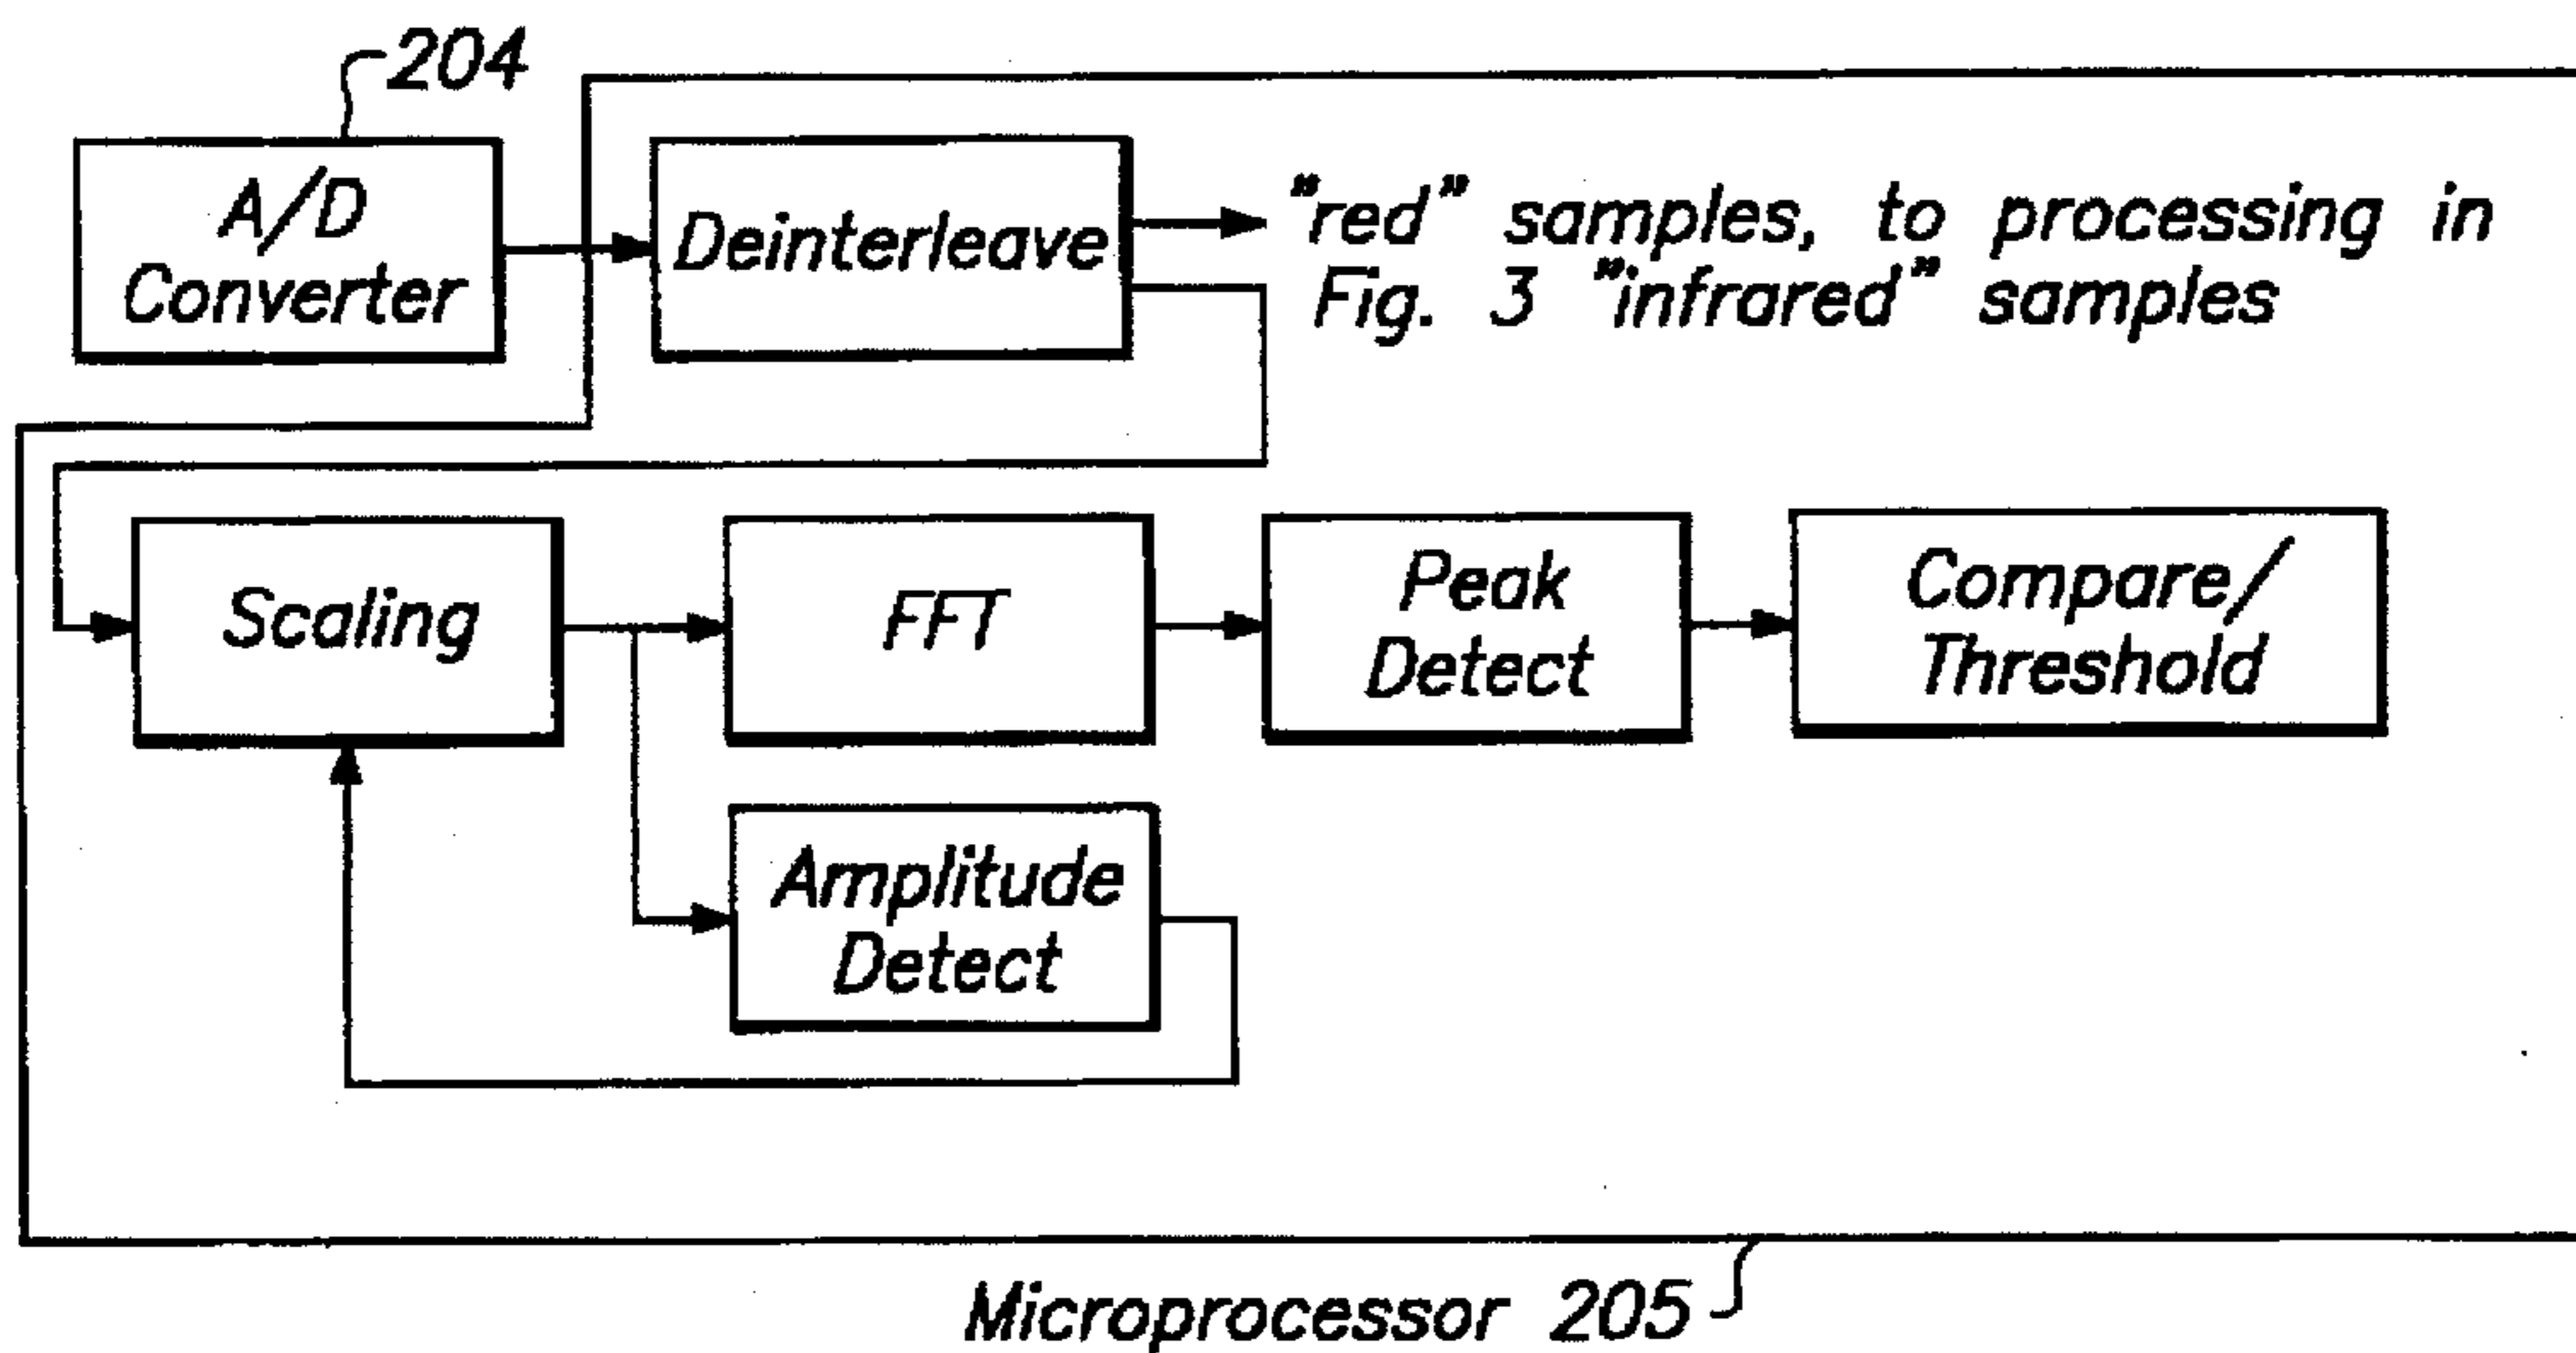 204
A/D
Converter
Deinterleave
"red" samples, to processing in
Fig. 3 "infrared" samples
Scaling
FFT
Peak
Detect
Compare/
Threshold
Amplitude
Detect
Microprocessor 205